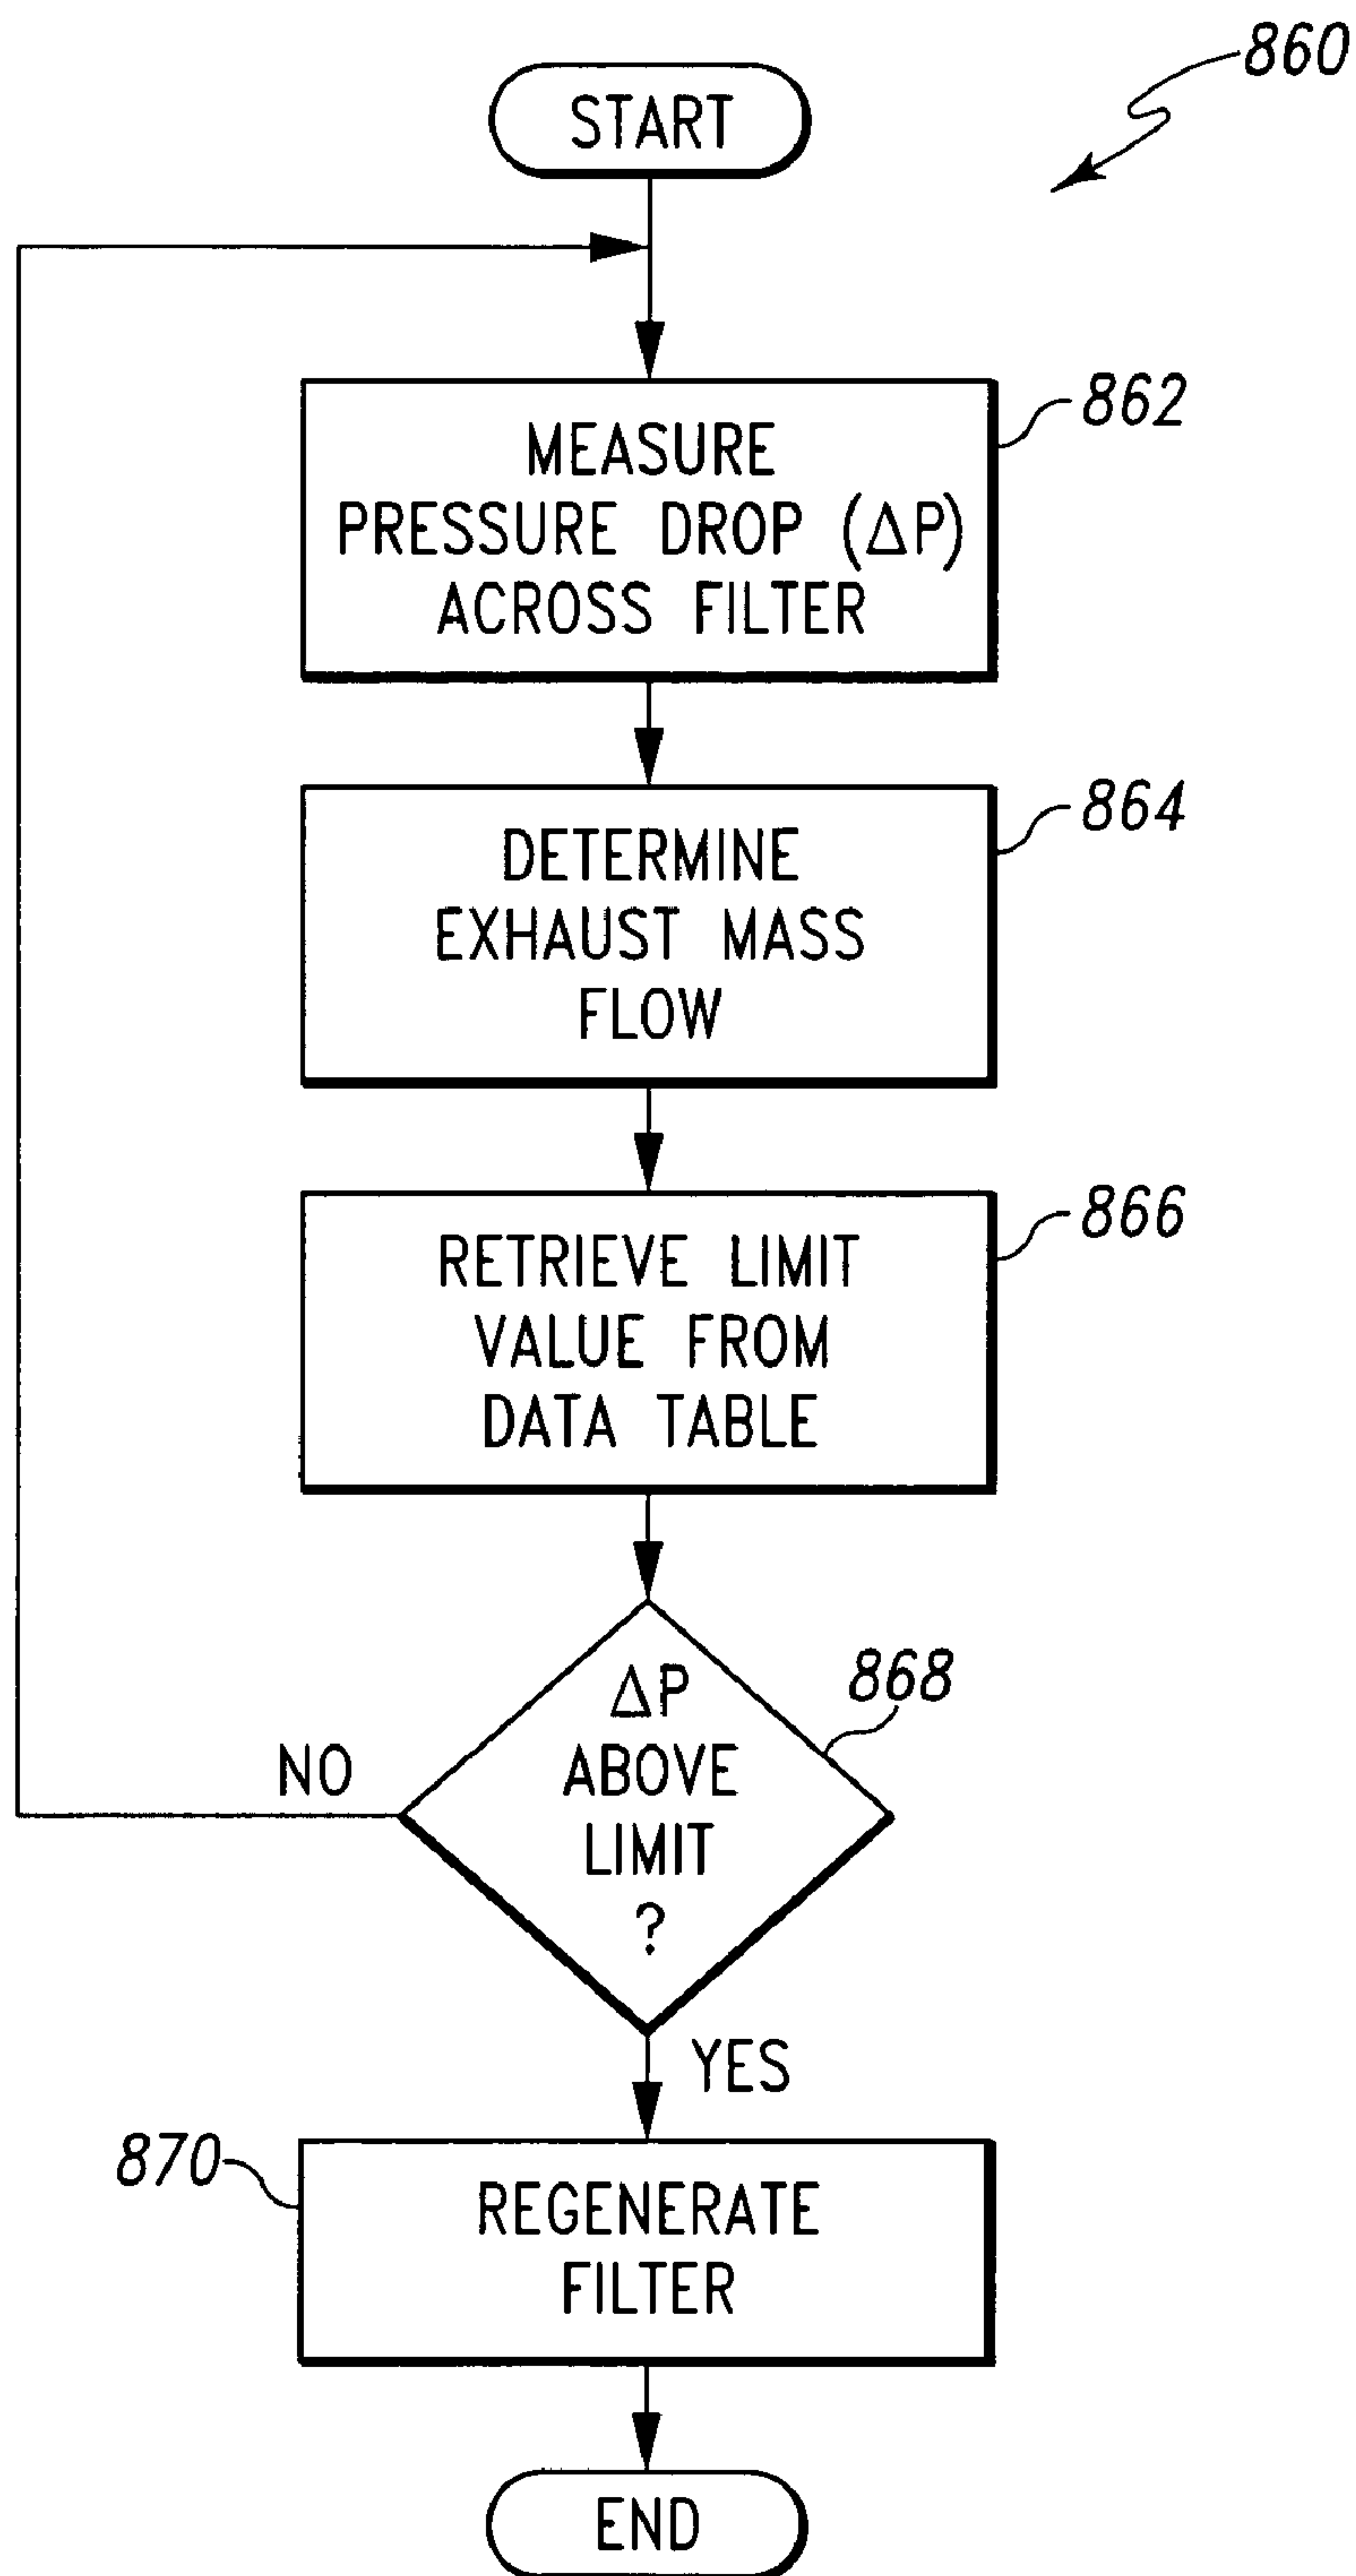 860
START
862
MEASURE
PRESSURE DROP (ΔP)
ACROSS FILTER
864
DETERMINE
EXHAUST MASS
FLOW
866
RETRIEVE LIMIT
VALUE FROM
DATA TABLE
868
ΔP
ABOVE
LIMIT
?
NO
YES
870
REGENERATE
FILTER
END